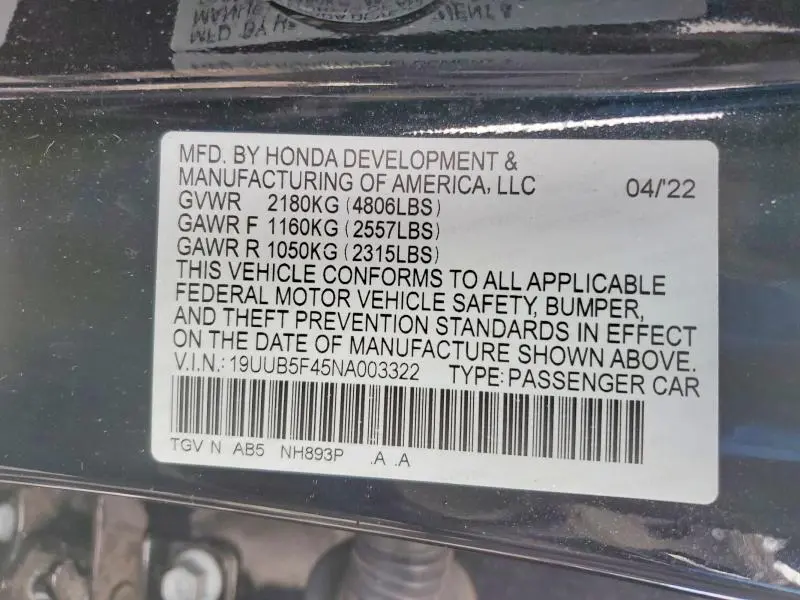 MFD. BY HONDA DEVELOPMENT &
MANUFACTURING OF AMERICA, LLC 04/'22
GVWR 2180KG (4806LBS)
GAWR F 1160KG (2557LBS)
GAWR R 1050KG (2315LBS)
THIS VEHICLE CONFORMS TO ALL APPLICABLE
FEDERAL MOTOR VEHICLE SAFETY, BUMPER,
AND THEFT PREVENTION STANDARDS IN EFFECT
ON THE DATE OF MANUFACTURE SHOWN ABOVE.
V.I.N.: 19UUB5F45NA003322 TYPE: PASSENGER CAR
TGV N AB5 NH893P .A .A